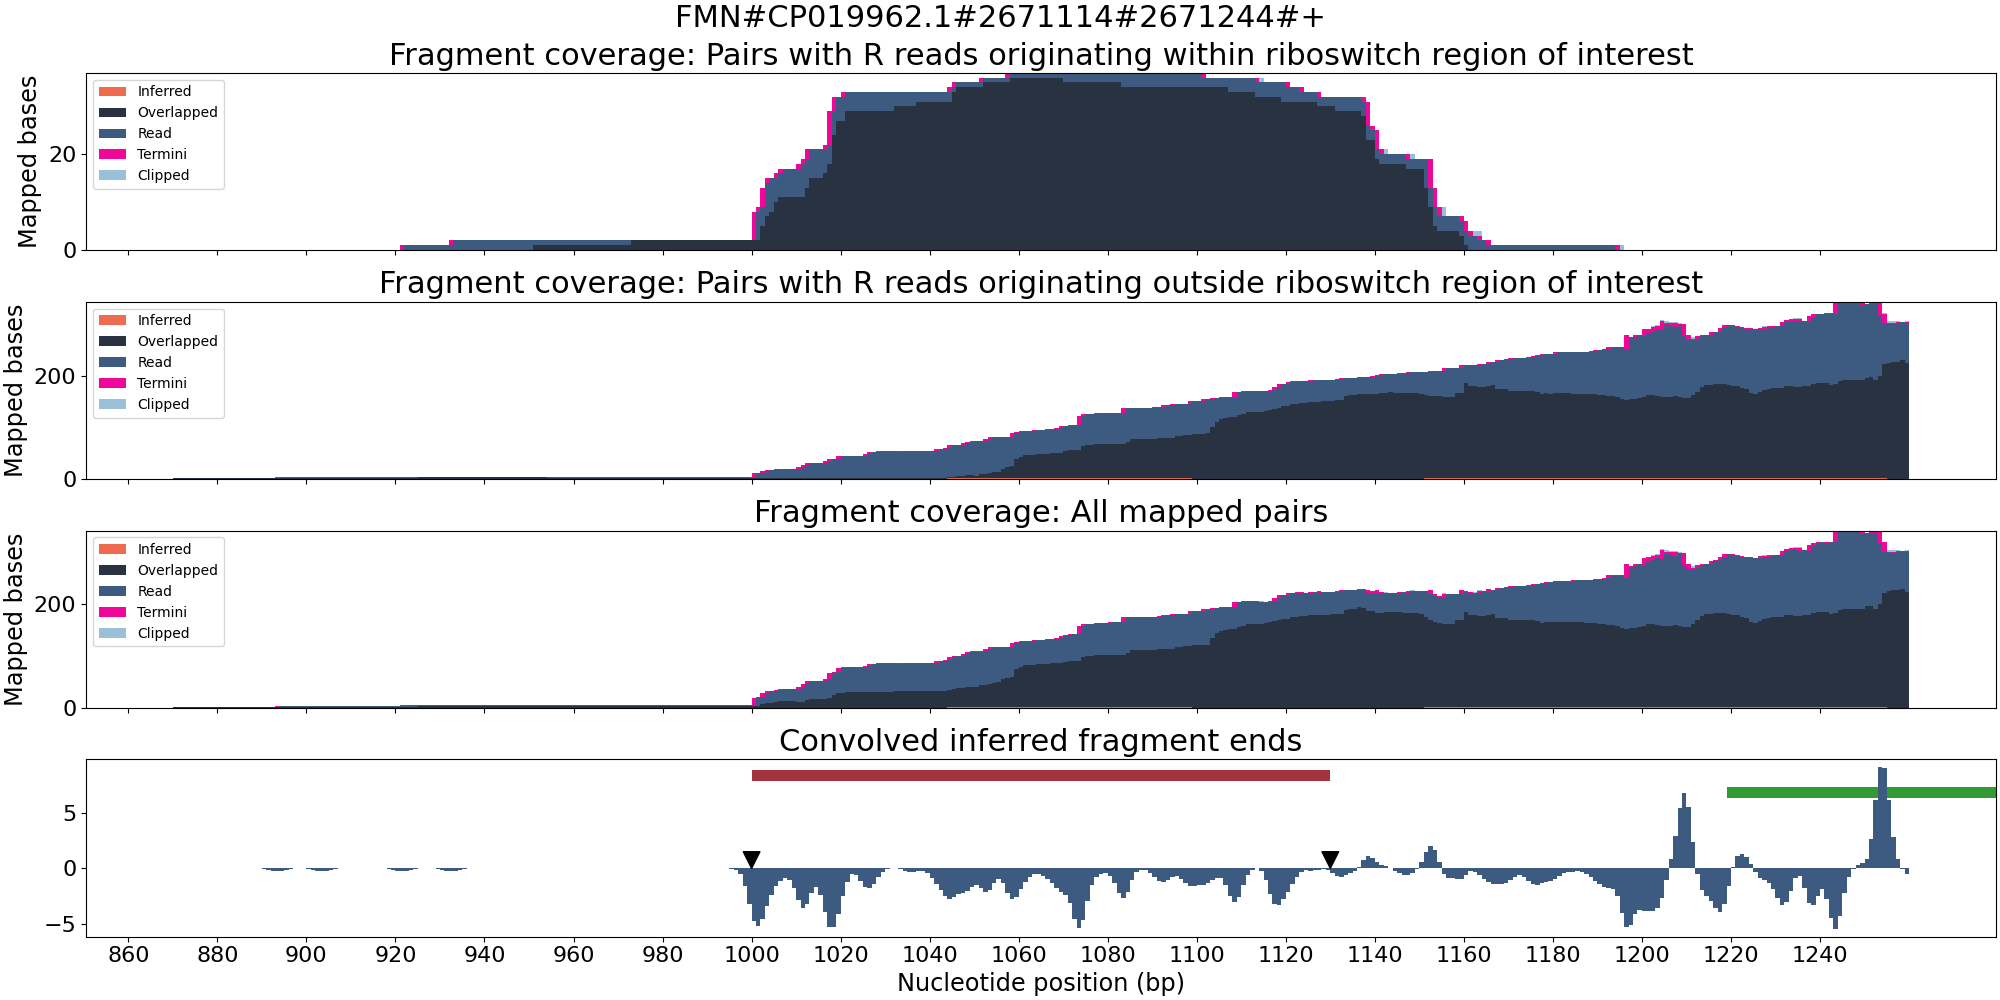 FMN#CP019962.1#2671114#2671244#+
Fragment coverage: Pairs with R reads originating within riboswitch region of interest
Mapped bases
20
0
Inferred
Overlapped
Read
Termini
Clipped
Fragment coverage: Pairs with R reads originating outside riboswitch region of interest
Mapped bases
200
0
Inferred
Overlapped
Read
Termini
Clipped
Fragment coverage: All mapped pairs
Mapped bases
200
0
Inferred
Overlapped
Read
Termini
Clipped
Convolved inferred fragment ends
5
0
−5
860 880 900 920 940 960 980 1000 1020 1040 1060 1080 1100 1120 1140 1160 1180 1200 1220 1240
Nucleotide position (bp)